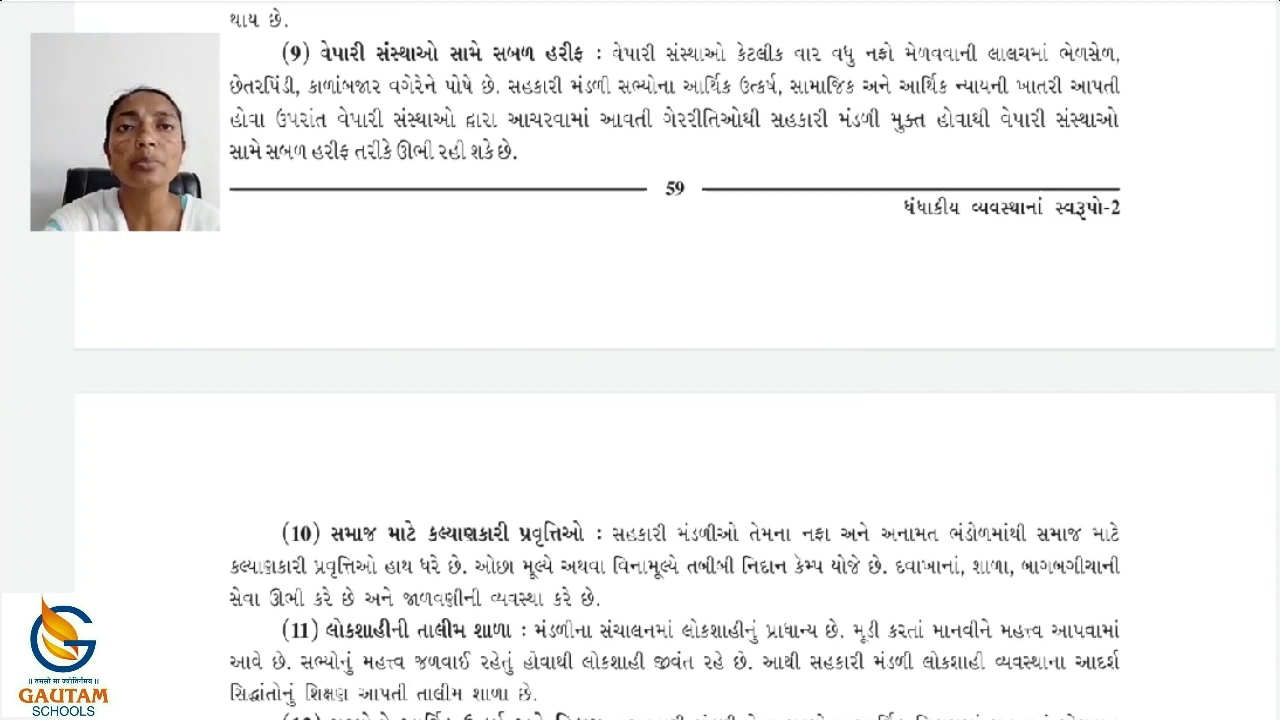 થાય છે.
(9) વેપારી સંસ્થાઓ સામે સબળ હરીફ : વેપારી સંસ્થાઓ કેટલીક વાર વધુ નફો મેળવવાની લાલચમાં ભેળસેળ,
છેતરપિંડી, કાળાંબજાર વગેરેને પોષે છે. સહકારી મંડળી સભ્યોના આર્થિક ઉત્કર્ષ, સામાજિક અને આર્થિક ન્યાયની ખાતરી આપતી
હોવા ઉપરાંત વેપારી સંસ્થાઓ દ્વારા આચરવામાં આવતી ગેરરીતિઓથી સહકારી મંડળી મુક્ત હોવાથી વેપારી સંસ્થાઓ
સામે સબળ હરીફ તરીકે ઊભી રહી શકે છે.
59
ધંધાકીય વ્યવસ્થાનાં સ્વરૂપો-2
(10) સમાજ માટે કલ્યાણકારી પ્રવૃત્તિઓ : સહકારી મંડળીઓ તેમના નફા અને અનામત ભંડોળમાંથી સમાજ માટે
કલ્યાણકારી પ્રવૃત્તિઓ હાથ ધરે છે. ઓછા મૂલ્યે અથવા વિનામૂલ્યે તબીબી નિદાન કૅમ્પ યોજે છે. દવાખાનાં, શાળા, બાગબગીચાની
સેવા ઊભી કરે છે અને જાળવણીની વ્યવસ્થા કરે છે.
(11) લોકશાહીની તાલીમ શાળા : મંડળીના સંચાલનમાં લોકશાહીનું પ્રાધાન્ય છે. મૂડી કરતાં માનવીને મહત્ત્વ આપવામાં
આવે છે. સભ્યોનું મહત્ત્વ જળવાઈ રહેતું હોવાથી લોકશાહી જીવંત રહે છે. આથી સહકારી મંડળી લોકશાહી વ્યવસ્થાના આદર્શ
સિદ્ધાંતોનું શિક્ષણ આપતી તાલીમ શાળા છે.
॥ तमसो मा ज्योतिर्गमय ॥
GAUTAM
SCHOOLS